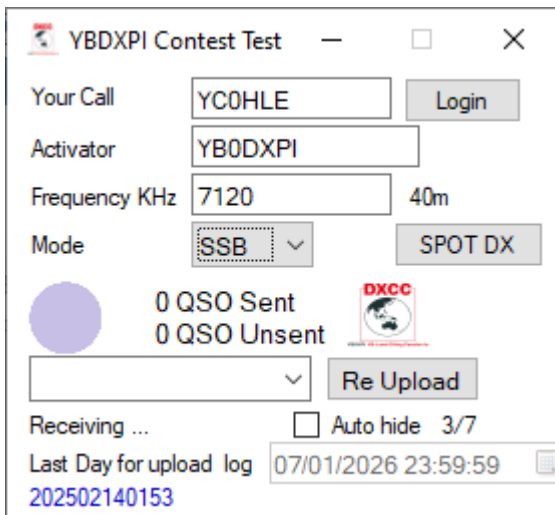 YBDXPI Contest Test
Your Call YC0HLE Login
Activator YB0DXPI
Frequency KHz 7120 40m
Mode SSB SPOT DX
DXCC
0 QSO Sent
0 QSO Unsent
Re Upload
Receiving ... Auto hide 3/7
Last Day for upload log 07/01/2026 23:59:59
202502140153